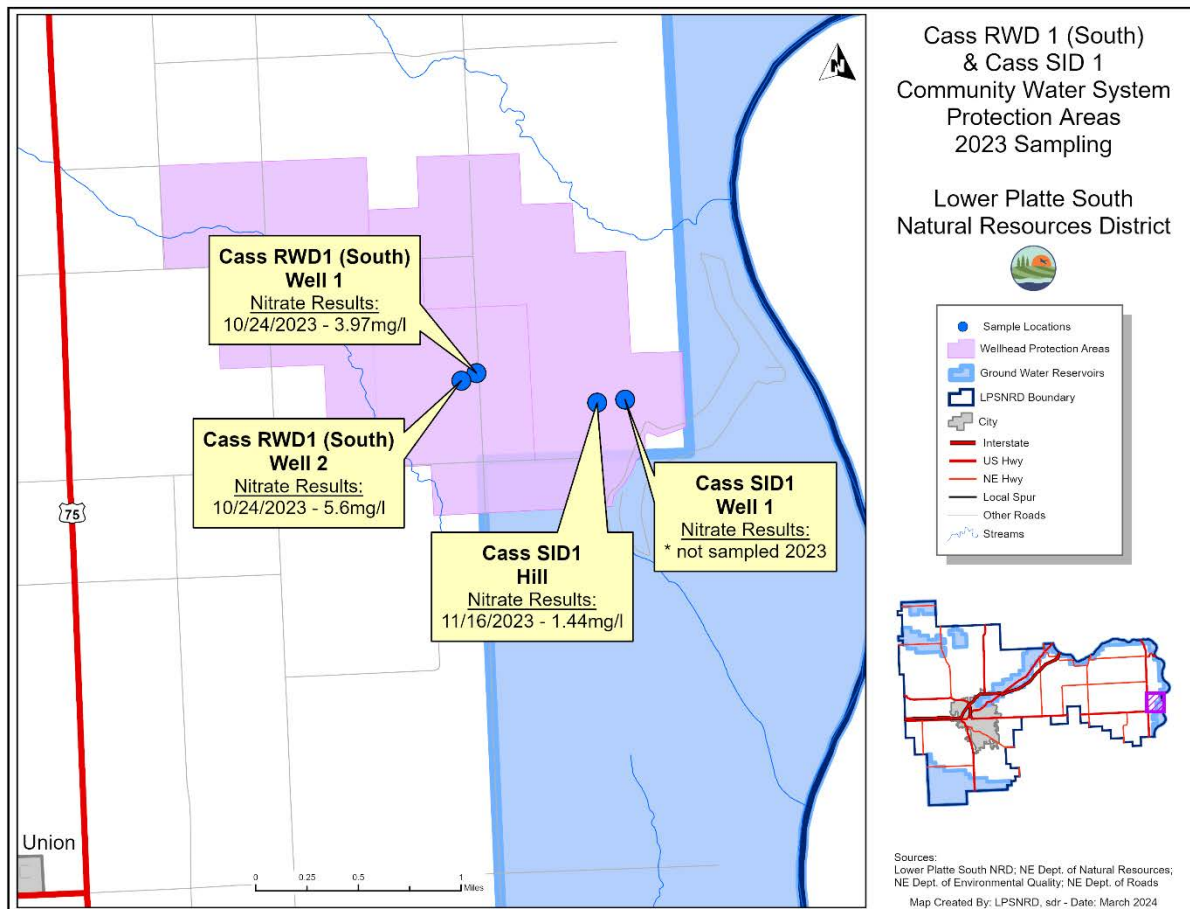 Cass RWD 1 (South)
& Cass SID 1
Community Water System
Protection Areas
2023 Sampling
Lower Platte South
Natural Resources District
N
Cass RWD1 (South)
Well 1
Nitrate Results:
10/24/2023 - 3.97mg/l
Cass RWD1 (South)
Well 2
Nitrate Results:
10/24/2023 - 5.6mg/l
Cass SID1
Hill
Nitrate Results:
11/16/2023 - 1.44mg/l
Cass SID1
Well 1
Nitrate Results:
* not sampled 2023
75
Union
0 0.25 0.5 1
Miles
Sample Locations
Wellhead Protection Areas
Ground Water Reservoirs
LPSNRD Boundary
City
Interstate
US Hwy
NE Hwy
Local Spur
Other Roads
Streams
Sources:
Lower Platte South NRD; NE Dept. of Natural Resources;
NE Dept. of Environmental Quality; NE Dept. of Roads
Map Created By: LPSNRD, sdr - Date: March 2024